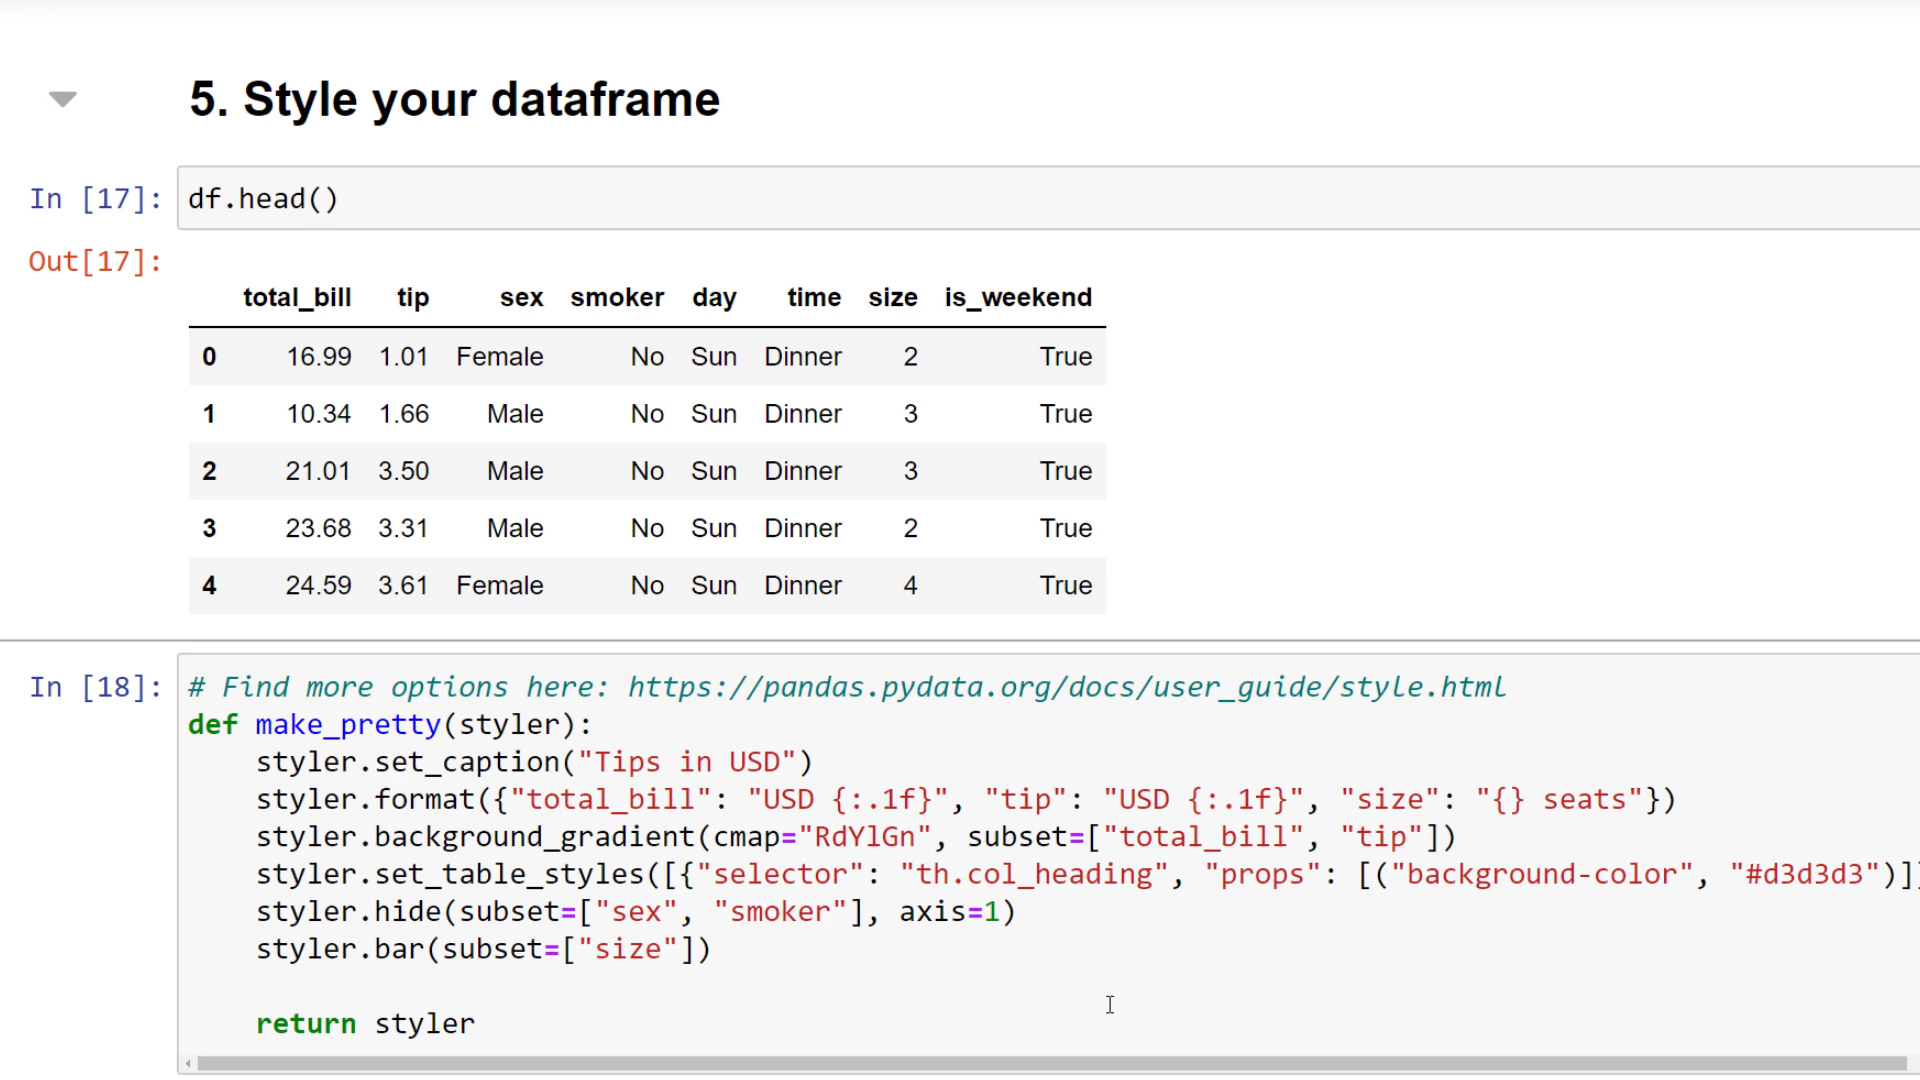 5. Style your dataframe
In [17]: df.head()
Out[17]:
total_bill tip sex smoker day time size is_weekend
0 16.99 1.01 Female No Sun Dinner 2 True
1 10.34 1.66 Male No Sun Dinner 3 True
2 21.01 3.50 Male No Sun Dinner 3 True
3 23.68 3.31 Male No Sun Dinner 2 True
4 24.59 3.61 Female No Sun Dinner 4 True
In [18]: # Find more options here: https://pandas.pydata.org/docs/user_guide/style.html
def make_pretty(styler):
    styler.set_caption("Tips in USD")
    styler.format({"total_bill": "USD {:.1f}", "tip": "USD {:.1f}", "size": "{} seats"})
    styler.background_gradient(cmap="RdYlGn", subset=["total_bill", "tip"])
    styler.set_table_styles([{"selector": "th.col_heading", "props": [("background-color", "#d3d3d3")]
    styler.hide(subset=["sex", "smoker"], axis=1)
    styler.bar(subset=["size"])
    return styler